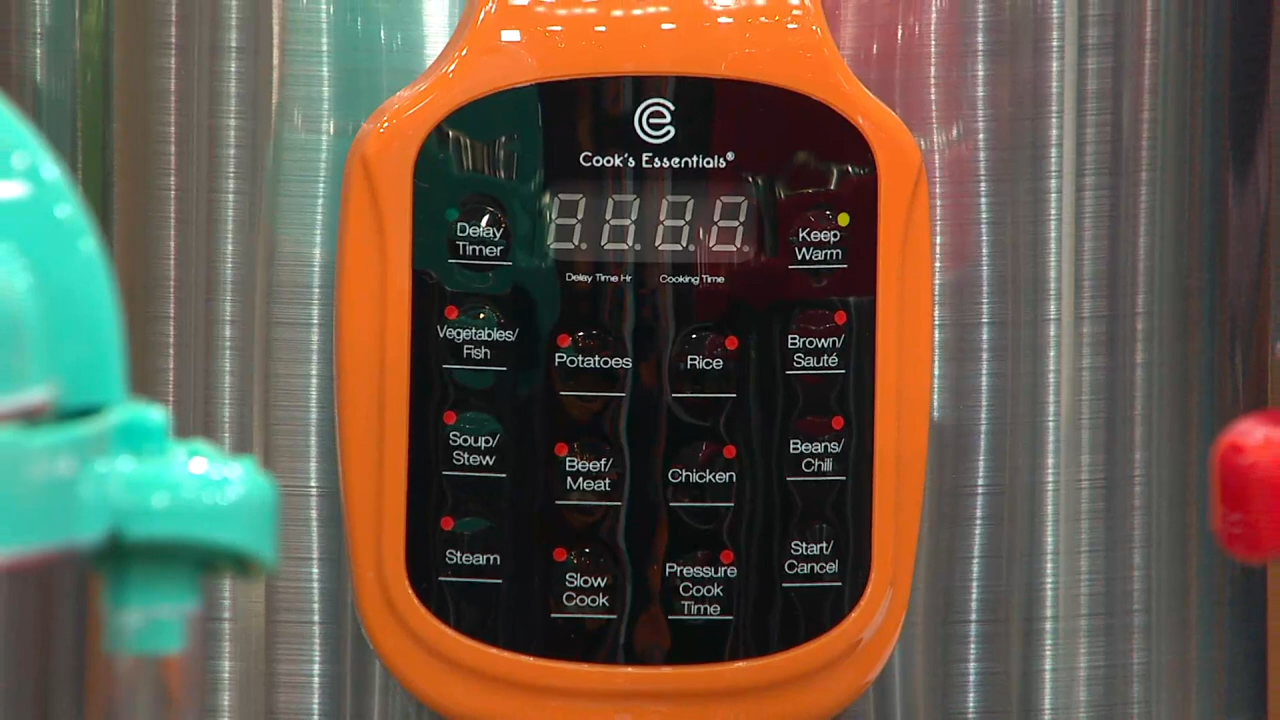 Cook's Essentials®
Delay
Timer
8.8.8.8.
Keep
Warm
Delay Time Hr
Cooking Time
Vegetables/
Fish
Potatoes
Rice
Brown/
Sauté
Soup/
Stew
Beef/
Meat
Chicken
Beans/
Chili
Steam
Slow
Cook
Pressure
Cook
Time
Start/
Cancel